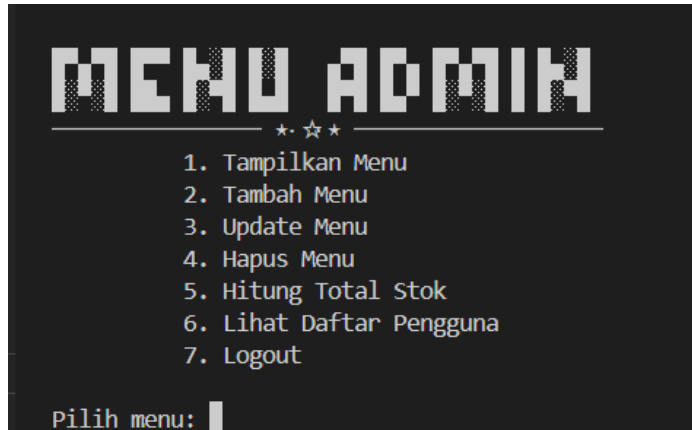 MENU ADMIN
⋆⋅☆⋆
1. Tampilkan Menu
2. Tambah Menu
3. Update Menu
4. Hapus Menu
5. Hitung Total Stok
6. Lihat Daftar Pengguna
7. Logout
Pilih menu: